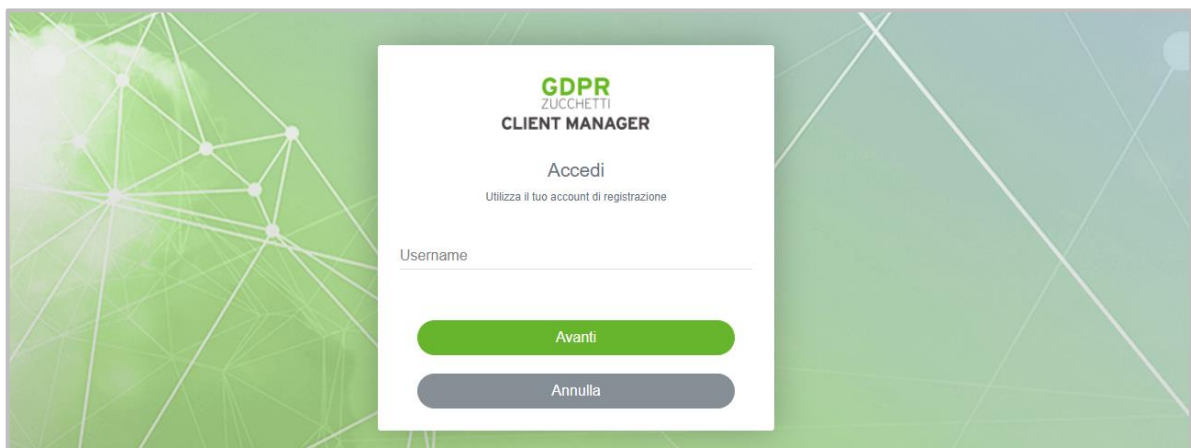 GDPR
ZUCCHETTI
CLIENT MANAGER
Accedi
Utilizza il tuo account di registrazione
Username
Avanti
Annulla